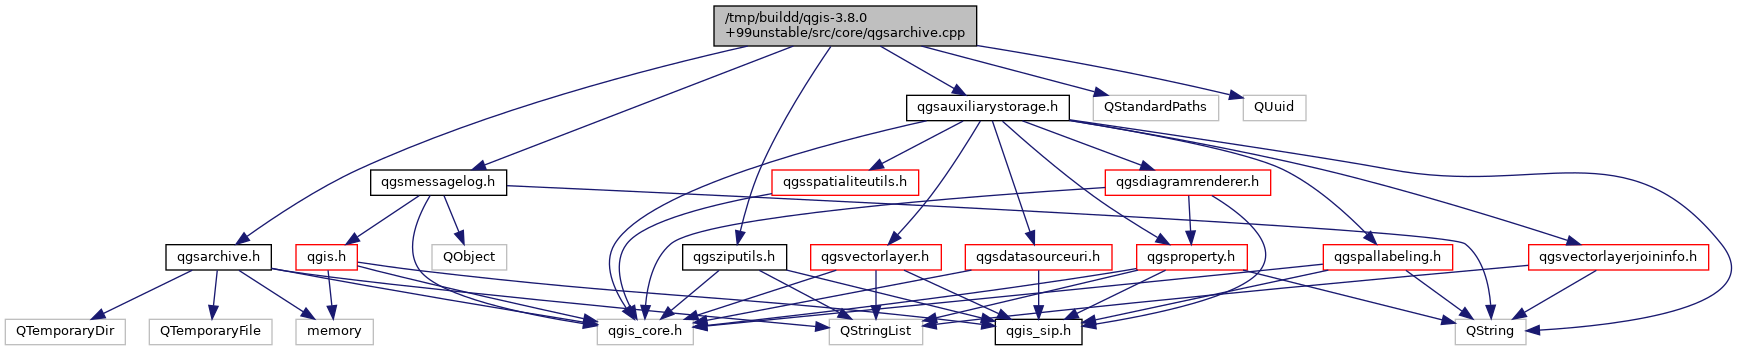 /tmp/buildd/qgis-3.8.0
+99unstable/src/core/qgsarchive.cpp
qgsauxiliarystorage.h
QStandardPaths
QUuid
qgsmessagelog.h
qgsspatialiteutils.h
qgsdiagramrenderer.h
qgsarchive.h
qgis.h
QObject
qgsziputils.h
qgsvectorlayer.h
qgsdatasourceuri.h
qgsproperty.h
qgspallabeling.h
qgsvectorlayerjoininfo.h
QTemporaryDir
QTemporaryFile
memory
qgis_core.h
QStringList
qgis_sip.h
QString